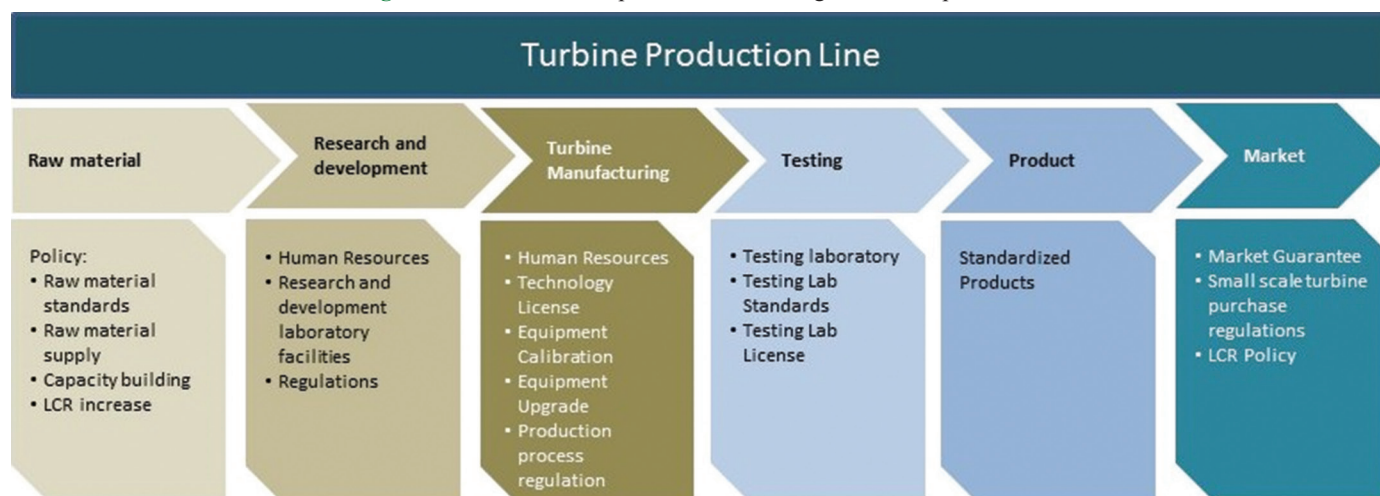 Turbine Production Line
Raw material
Research and
development
Turbine
Manufacturing
Testing
Product
Market
Policy:
• Raw material
standards
• Raw material
supply
• Capacity building
• LCR increase
• Human Resources
• Research and
development
laboratory
facilities
• Regulations
• Human Resources
• Technology
License
• Equipment
Calibration
• Equipment
Upgrade
• Production
process
regulation
• Testing laboratory
• Testing Lab
Standards
• Testing Lab
License
Standardized
Products
• Market Guarantee
• Small scale turbine
purchase
regulations
• LCR Policy